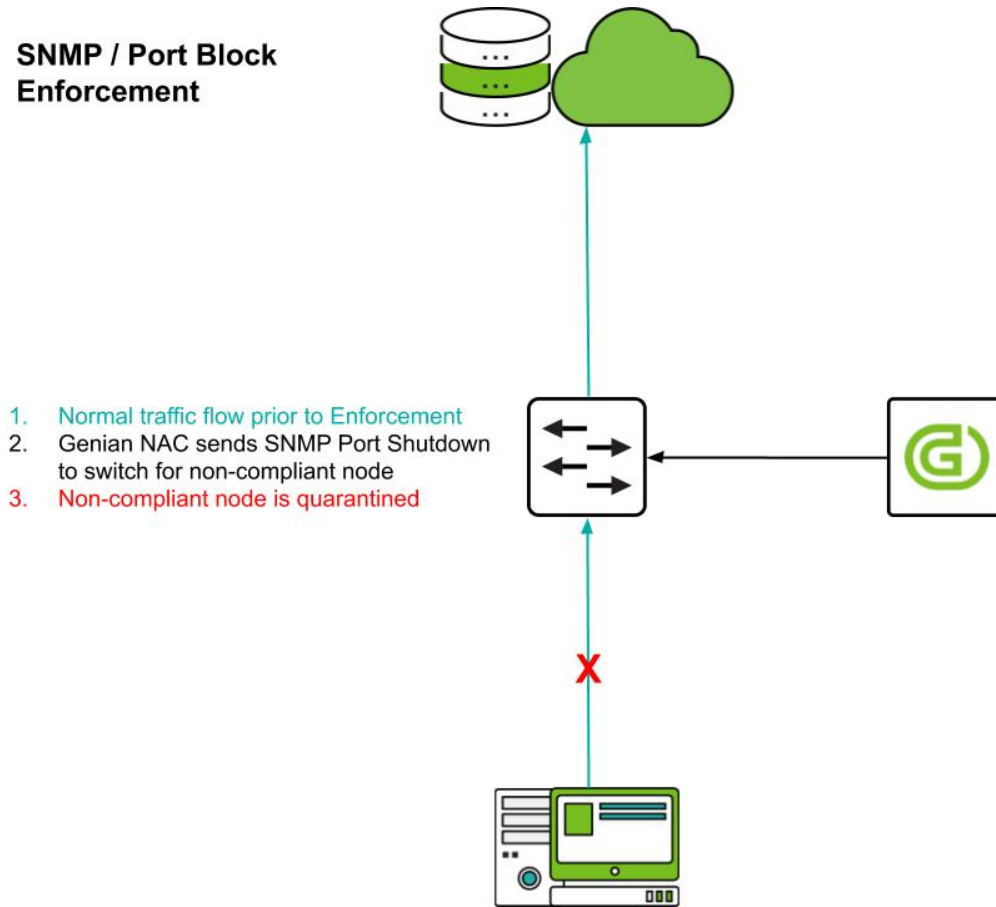 SNMP / Port Block
Enforcement
1. Normal traffic flow prior to Enforcement
2. Genian NAC sends SNMP Port Shutdown
to switch for non-compliant node
3. Non-compliant node is quarantined
X